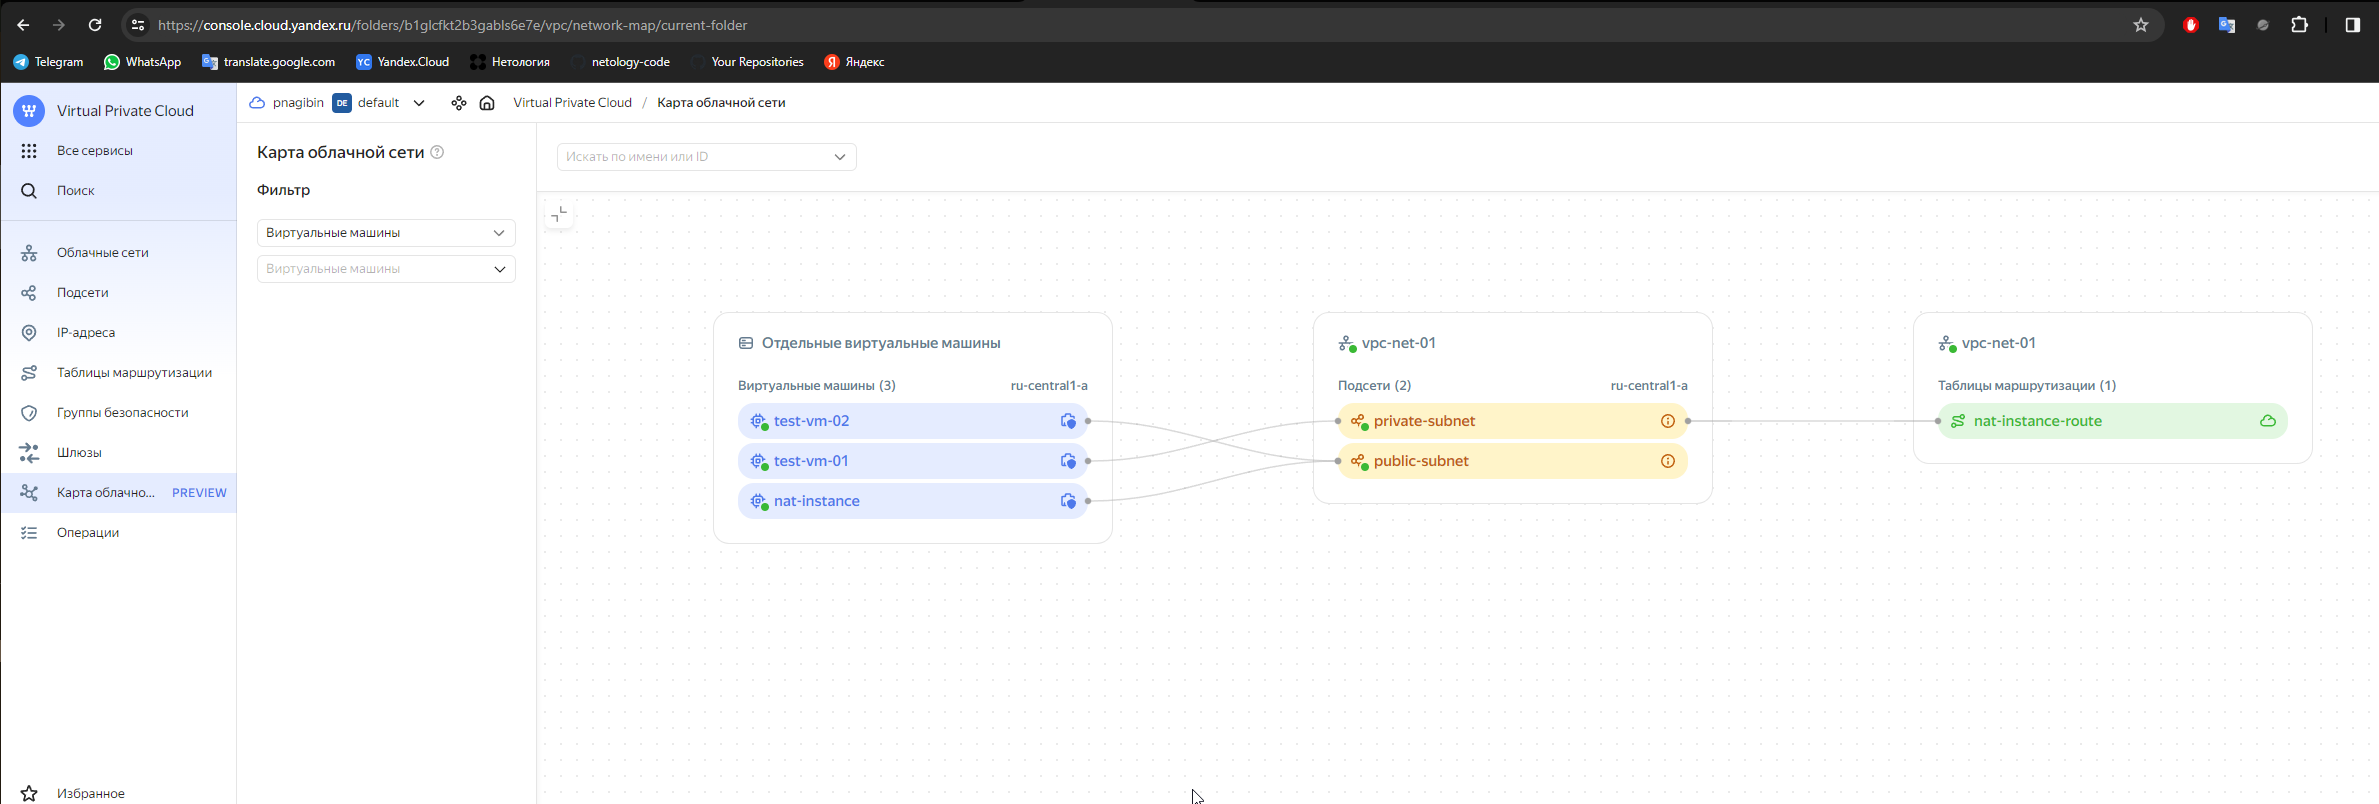 https://console.cloud.yandex.ru/folders/b1glcfkt2b3gabls6e7e/vpc/network-map/current-folder
Telegram WhatsApp translate.google.com YC Yandex.Cloud Нетология netology-code Your Repositories Я Яндекс
Virtual Private Cloud
Все сервисы
Поиск
Облачные сети
Подсети
IP-адреса
Таблицы маршрутизации
Группы безопасности
Шлюзы
Карта облачно... PREVIEW
Операции
Избранное
pnagibin DE default Virtual Private Cloud / Карта облачной сети
Карта облачной сети
Фильтр
Виртуальные машины
Виртуальные машины
Искать по имени или ID
Отдельные виртуальные машины
Виртуальные машины (3) ru-central1-a
test-vm-02
test-vm-01
nat-instance
vpc-net-01
Подсети (2) ru-central1-a
private-subnet
public-subnet
vpc-net-01
Таблицы маршрутизации (1)
nat-instance-route